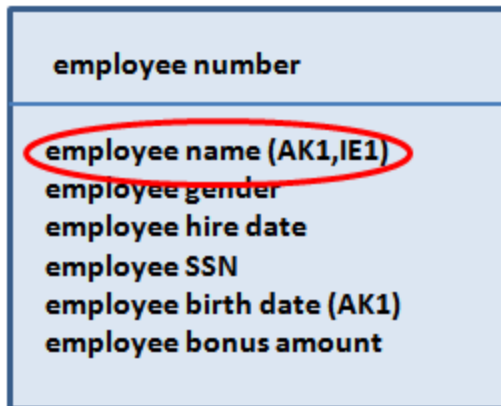 employee number
employee name (AK1,IE1)
employee gender
employee hire date
employee SSN
employee birth date (AK1)
employee bonus amount